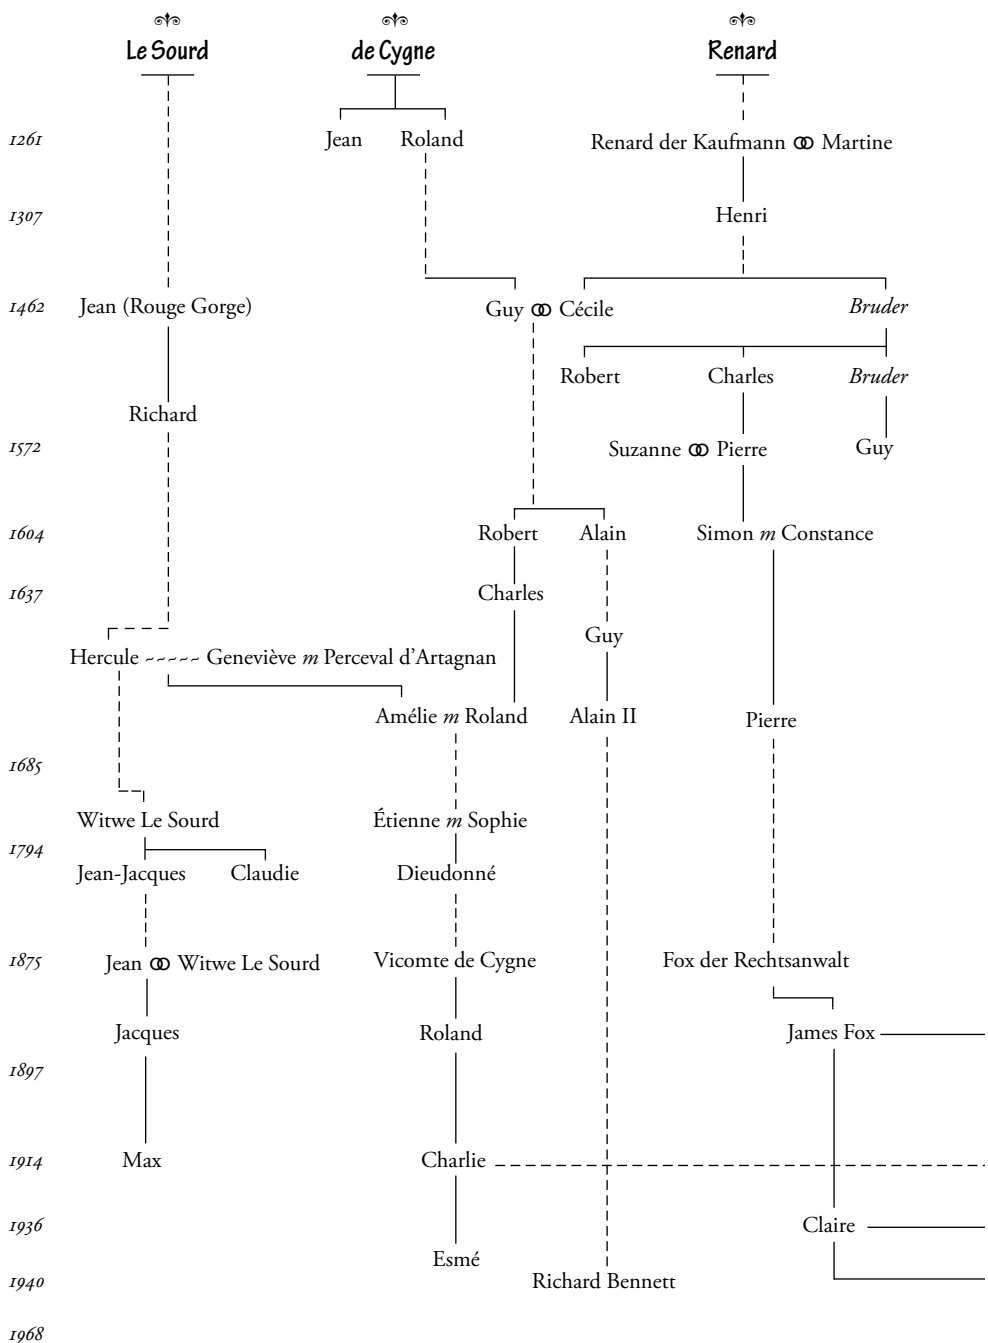 Le Sourd de Cygne Renard
1261 Jean Roland Renard der Kaufmann ⚭ Martine
1307 Henri
1462 Jean (Rouge Gorge) Guy ⚭ Cécile Bruder
Robert Charles Bruder
Richard
1572 Suzanne ⚭ Pierre Guy
1604 Robert Alain Simon m Constance
1637 Charles
Guy
Hercule ~~~~~ Geneviève m Perceval d’Artagnan
Amélie m Roland Alain II Pierre
1685
Witwe Le Sourd Étienne m Sophie
1794
Jean-Jacques Claudie Dieudonné
1875 Jean ⚭ Witwe Le Sourd Vicomte de Cygne Fox der Rechtsanwalt
Jacques Roland James Fox
1897
1914 Max Charlie
1936 Claire
Esmé
1940 Richard Bennett
1968